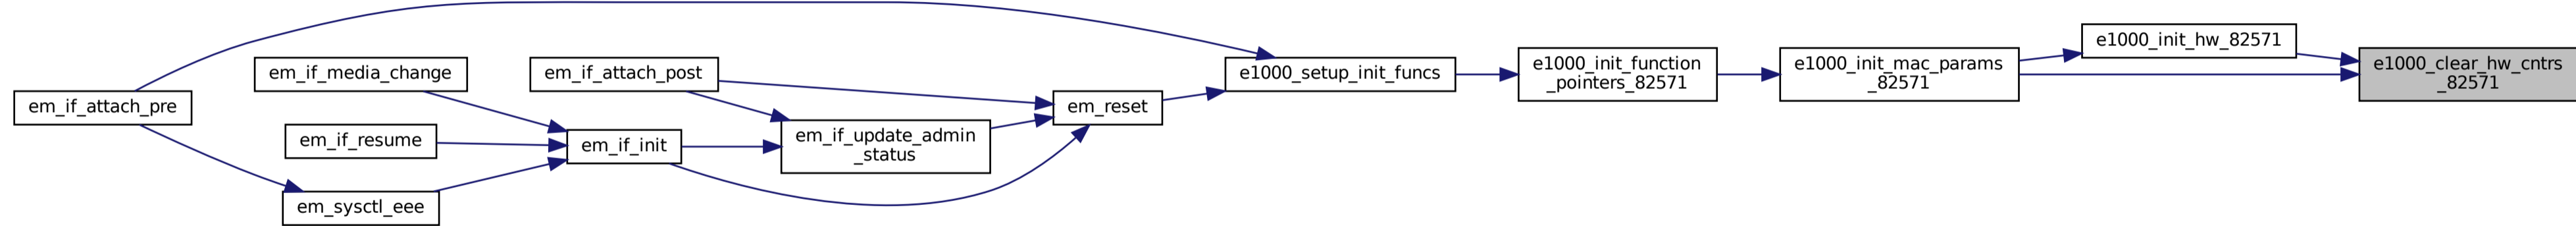 em_if_attach_pre
em_if_media_change
em_if_resume
em_sysctl_eee
em_if_attach_post
em_if_init
em_if_update_admin
_status
em_reset
e1000_setup_init_funcs
e1000_init_function
_pointers_82571
e1000_init_mac_params
_82571
e1000_init_hw_82571
e1000_clear_hw_cntrs
_82571